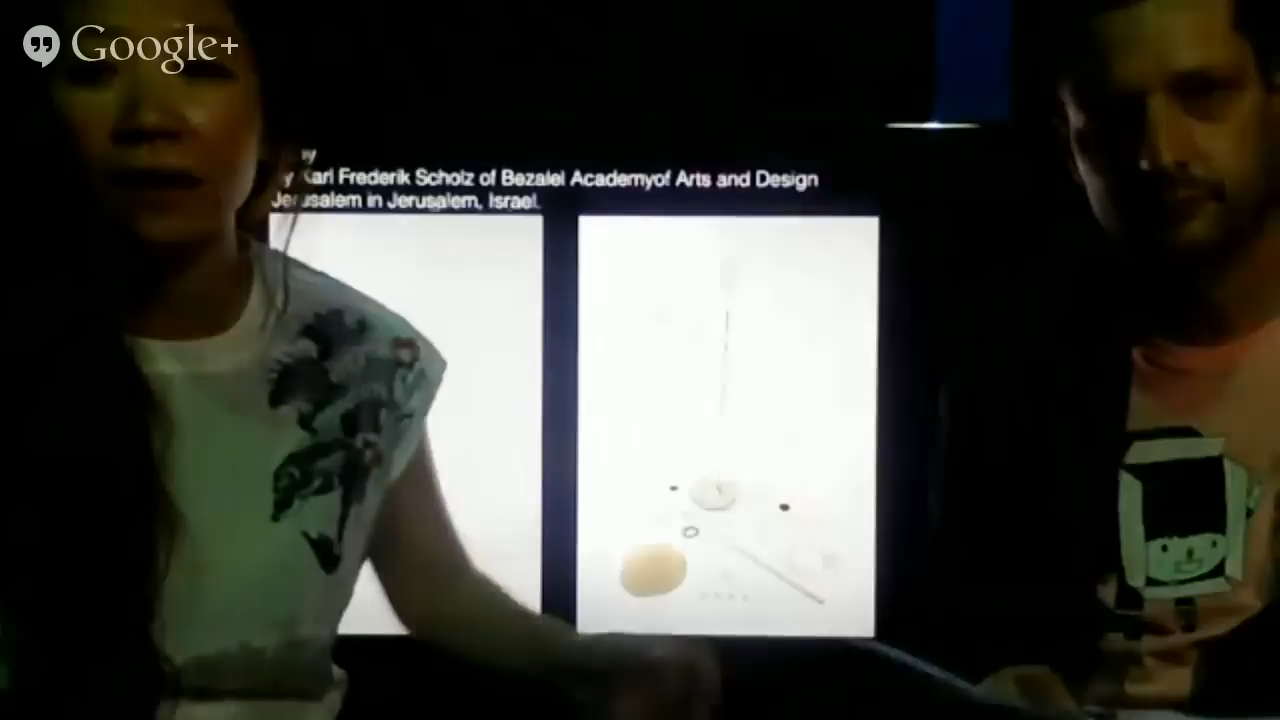 Google+
y
y Karl Frederik Scholz of Bezalel Academyof Arts and Design
Jerusalem in Jerusalem, Israel.